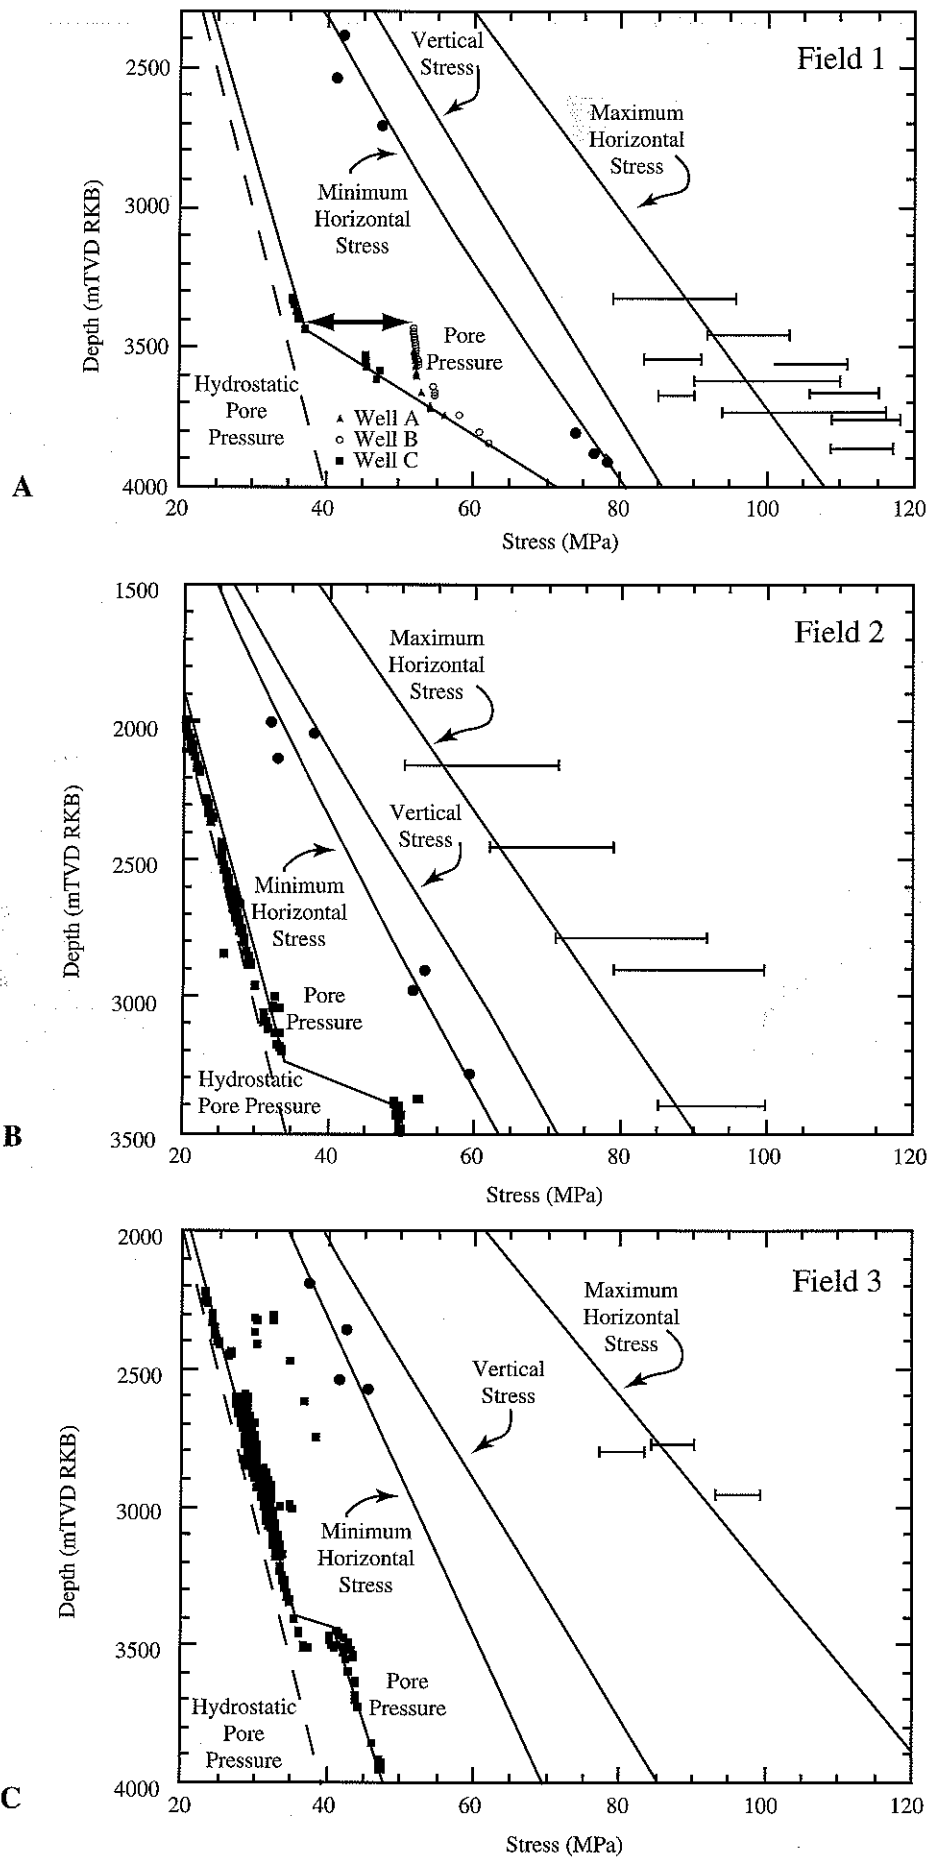 A
Field 1
Depth (mTVD RKB)
2500
3000
3500
4000
Vertical
Stress
Maximum
Horizontal
Stress
Minimum
Horizontal
Stress
Pore
Pressure
Hydrostatic
Pore
Pressure
Well A
Well B
Well C
20 40 60 80 100 120
Stress (MPa)
B
Field 2
Depth (mTVD RKB)
1500
2000
2500
3000
3500
Maximum
Horizontal
Stress
Vertical
Stress
Minimum
Horizontal
Stress
Pore
Pressure
Hydrostatic
Pore Pressure
20 40 60 80 100 120
Stress (MPa)
C
Field 3
Depth (mTVD RKB)
2000
2500
3000
3500
4000
Maximum
Horizontal
Stress
Vertical
Stress
Minimum
Horizontal
Stress
Pore
Pressure
Hydrostatic
Pore
Pressure
20 40 60 80 100 120
Stress (MPa)